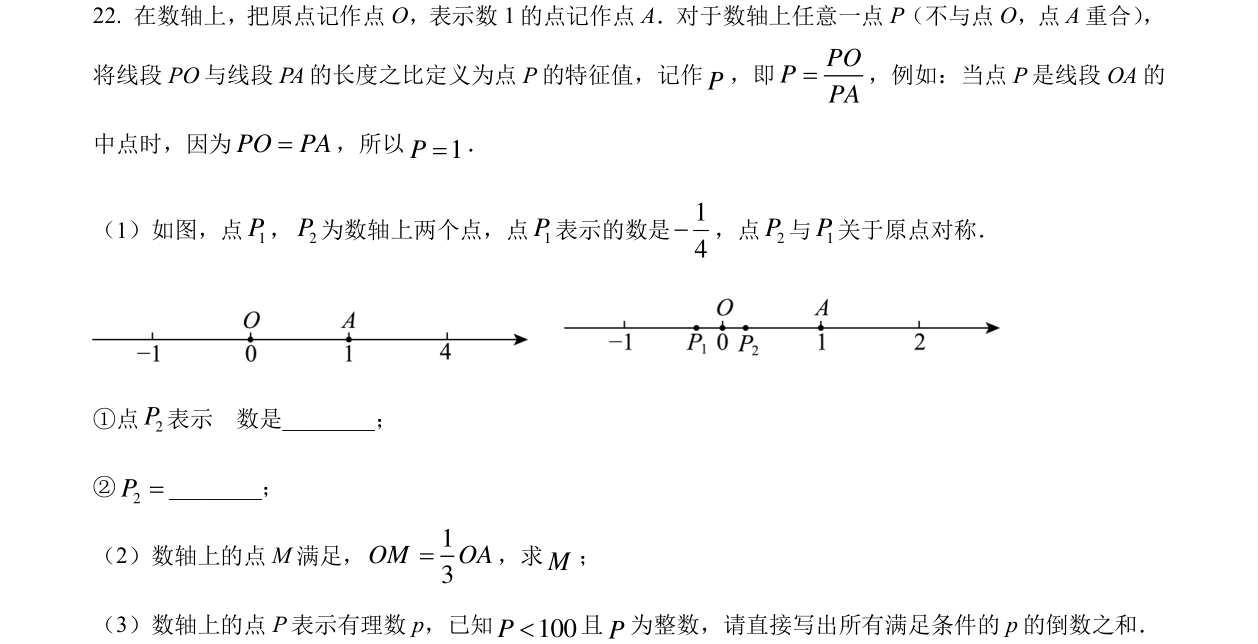 22. 在数轴上，把原点记作点 O，表示数 1 的点记作点 A．对于数轴上任意一点 P（不与点 O，点 A 重合），
将线段 PO 与线段 PA 的长度之比定义为点 P 的特征值，记作 P ，即 P = PO/PA ，例如：当点 P 是线段 OA 的
中点时，因为 PO = PA ，所以 P = 1 ．
（1）如图，点 P₁ ， P₂ 为数轴上两个点，点 P₁ 表示的数是 −1/4 ，点 P₂ 与 P₁ 关于原点对称．
O A
−1 0 1 4
O A
−1 P₁ 0 P₂ 1 2
①点 P₂ 表示 数是________；
② P₂ = ________；
（2）数轴上的点 M 满足， OM = 1/3 OA ，求 M ；
（3）数轴上的点 P 表示有理数 p，已知 P < 100 且 P 为整数，请直接写出所有满足条件的 p 的倒数之和．